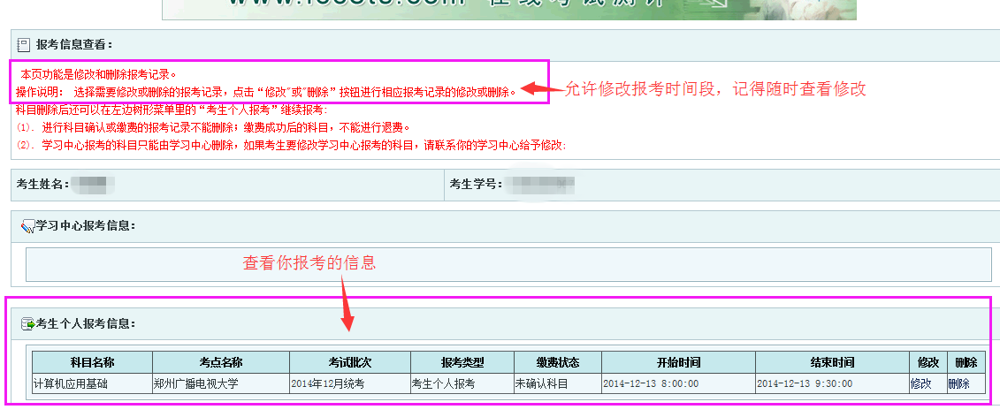 报考信息查看：
本页功能是修改和删除报考记录。
操作说明： 选择需要修改或删除的报考记录，点击“修改”或“删除”按钮进行相应报考记录的修改或删除。
允许修改报考时间段，记得随时查看修改
科目删除后还可以在左边树形菜单里的“考生个人报考”继续报考：
(1). 进行科目确认或缴费的报考记录不能删除；缴费成功后的科目，不能进行退费。
(2). 学习中心报考的科目只能由学习中心删除，如果考生要修改学习中心报考的科目，请联系你的学习中心给予修改；
考生姓名： 考生学号：
学习中心报考信息：
查看你报考的信息
考生个人报考信息：
科目名称 考点名称 考试批次 报考类型 缴费状态 开始时间 结束时间 修改 删除
计算机应用基础 郑州广播电视大学 2014年12月统考 考生个人报考 未确认科目 2014-12-13 8:00:00 2014-12-13 9:30:00 修改 删除